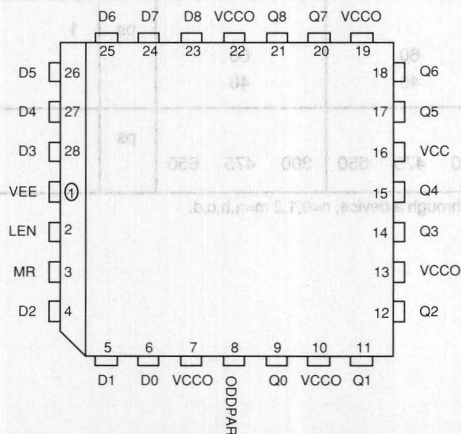 D6 D7 D8 VCCO Q8 Q7 VCCO
25 24 23 22 21 20 19
D5 26 18 Q6
D4 27 17 Q5
D3 28 16 VCC
VEE 1 15 Q4
LEN 2 14 Q3
MR 3 13 VCCO
D2 4 12 Q2
5 6 7 8 9 10 11
D1 D0 VCCO ODDPAR Q0 VCCO Q1